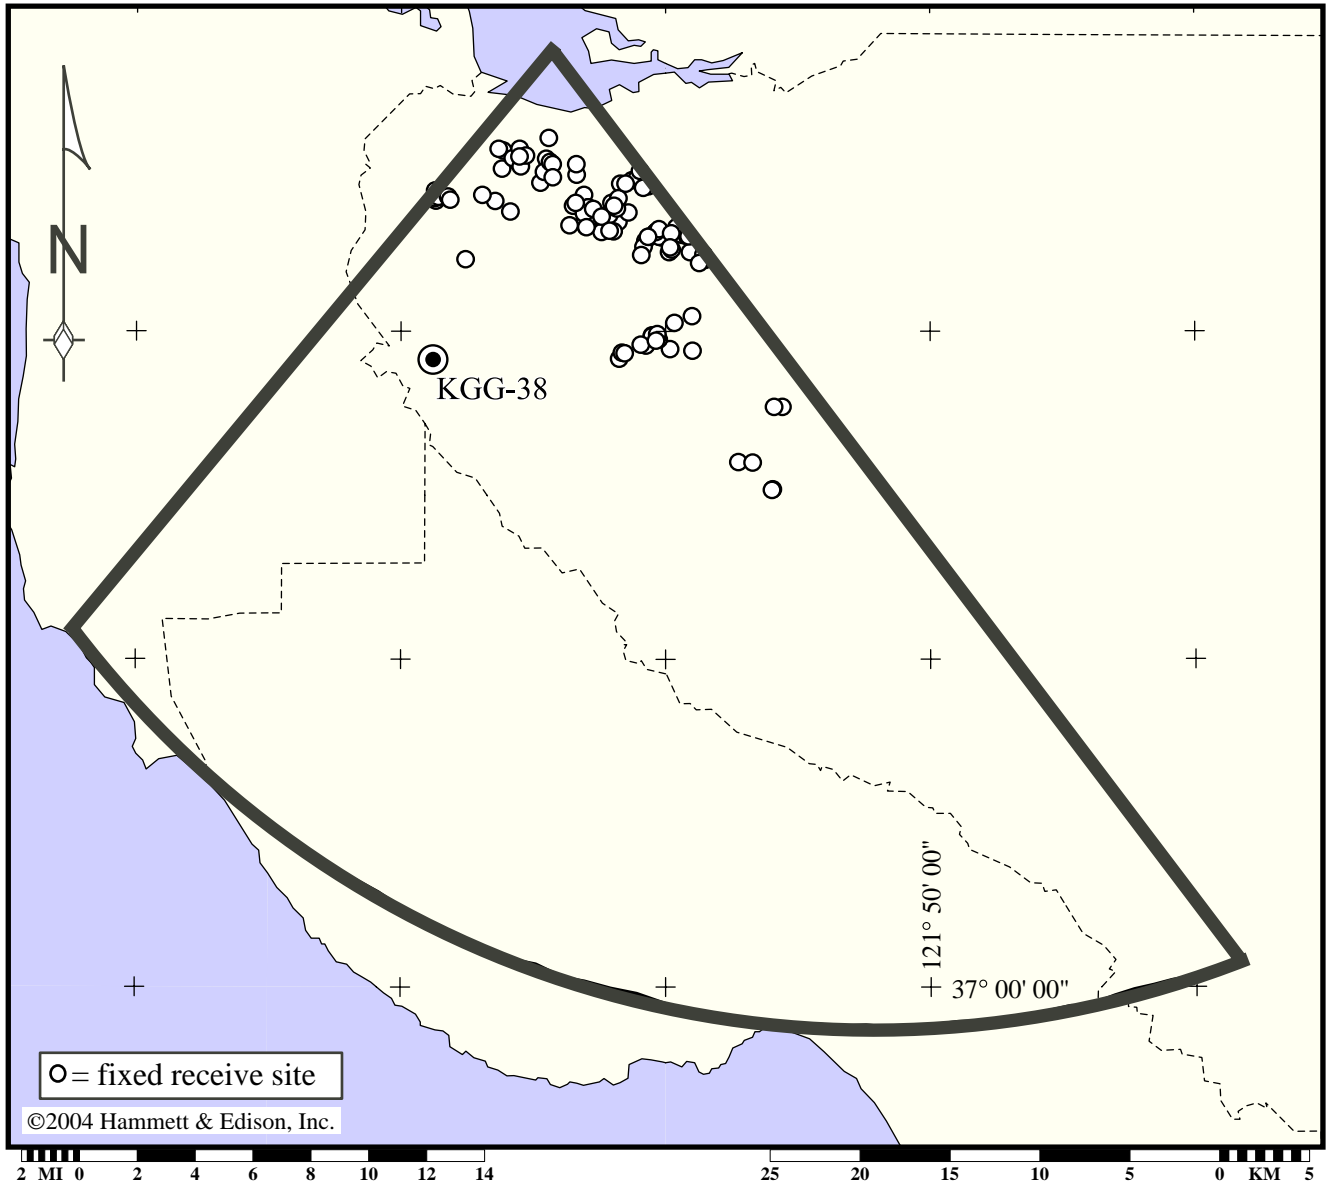 N
KGG-38
121° 50' 00"
37° 00' 00"
= fixed receive site
©2004 Hammett & Edison, Inc.
2 MI 0 2 4 6 8 10 12 14 25 20 15 10 5 0 KM 5